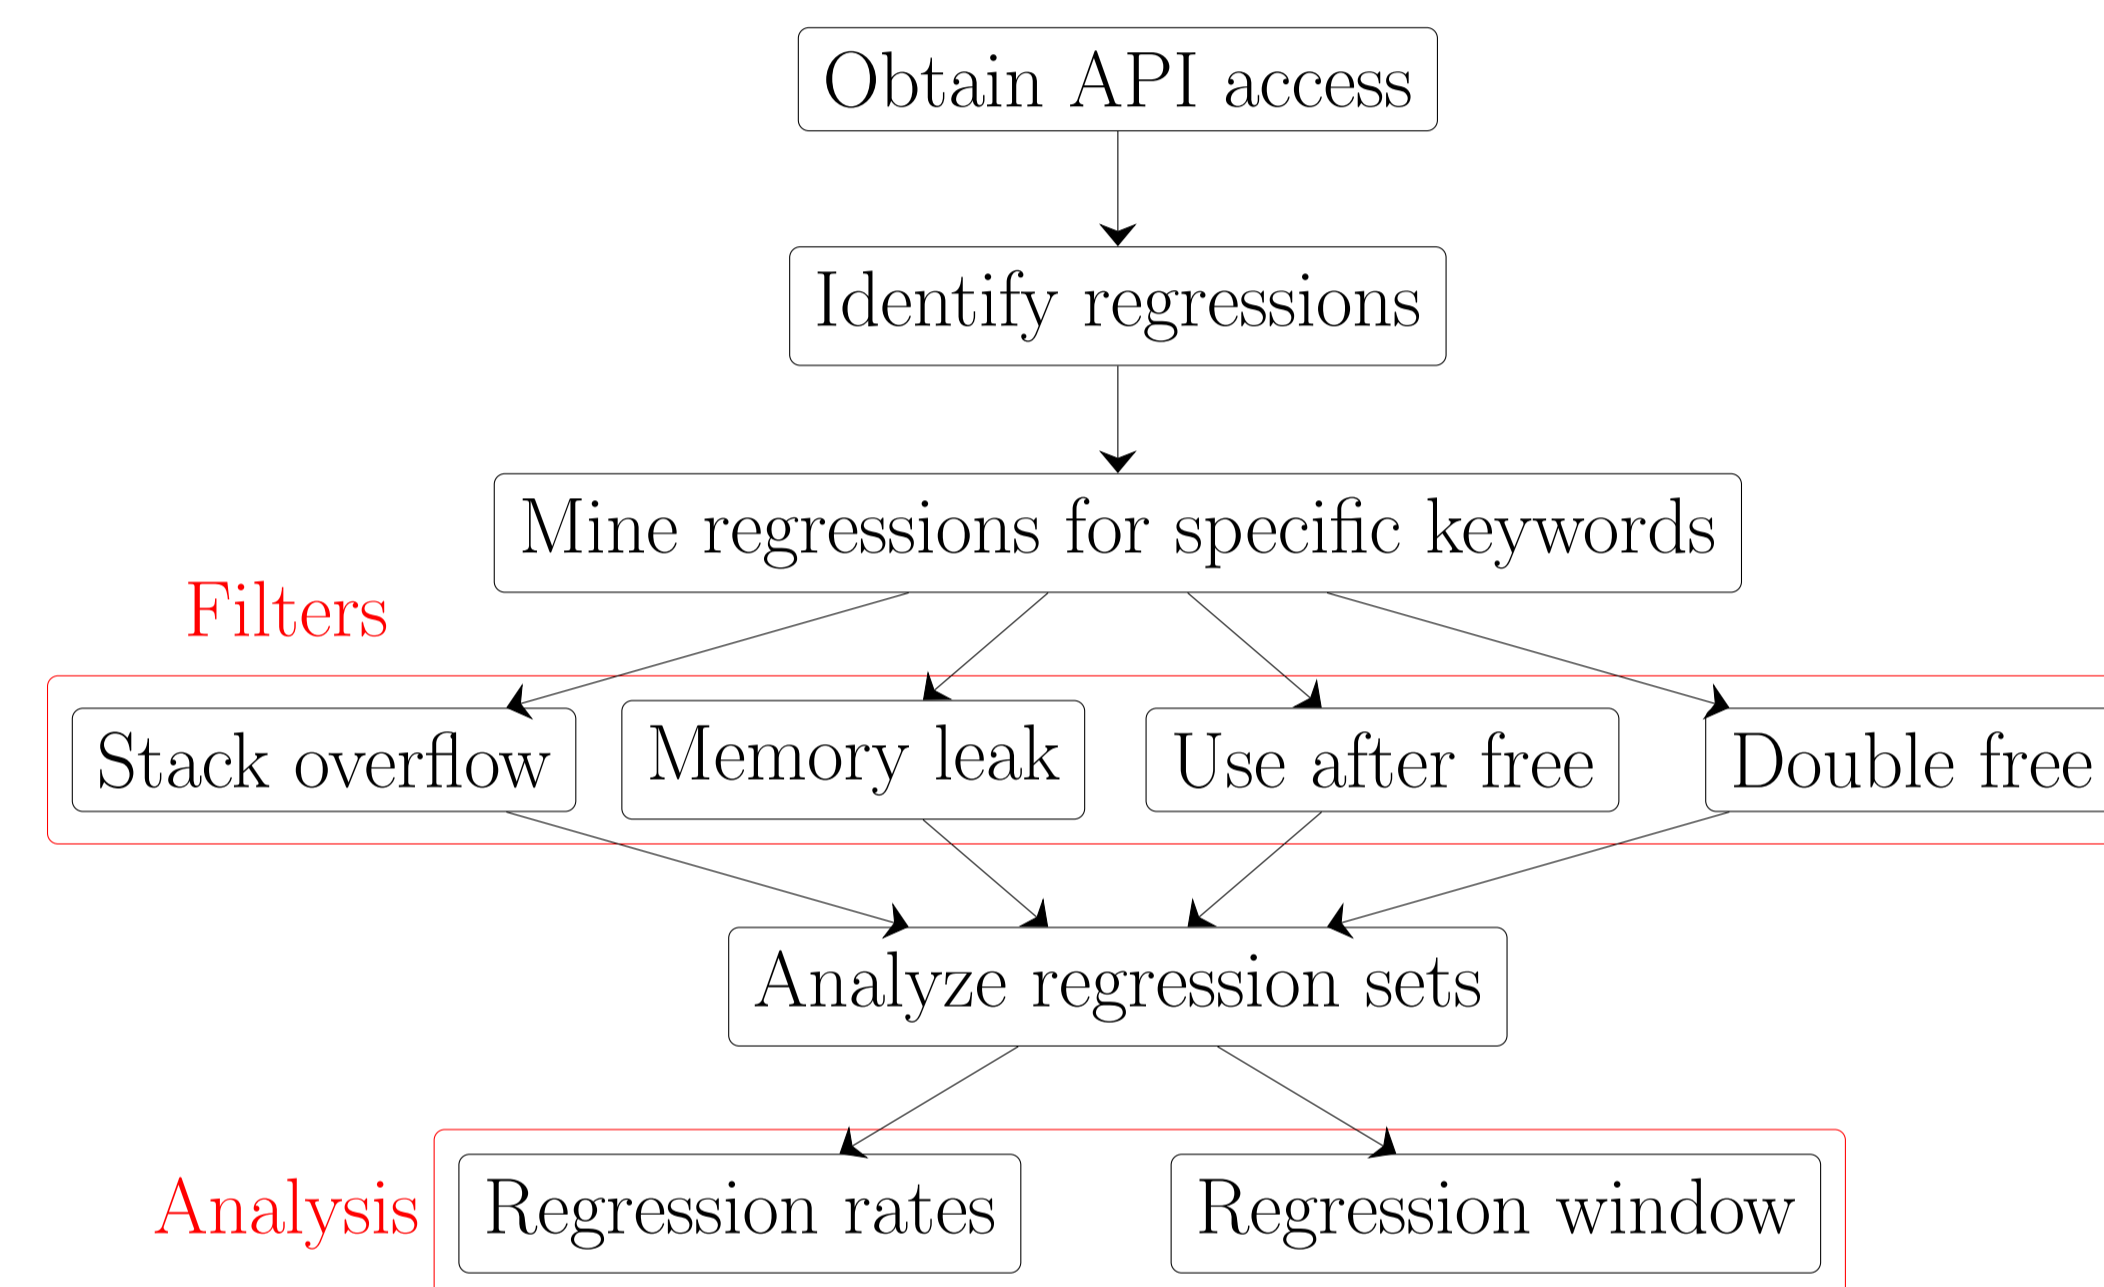 Obtain API access
Identify regressions
Mine regressions for specific keywords
Filters
Stack overflow
Memory leak
Use after free
Double free
Analyze regression sets
Analysis
Regression rates
Regression window